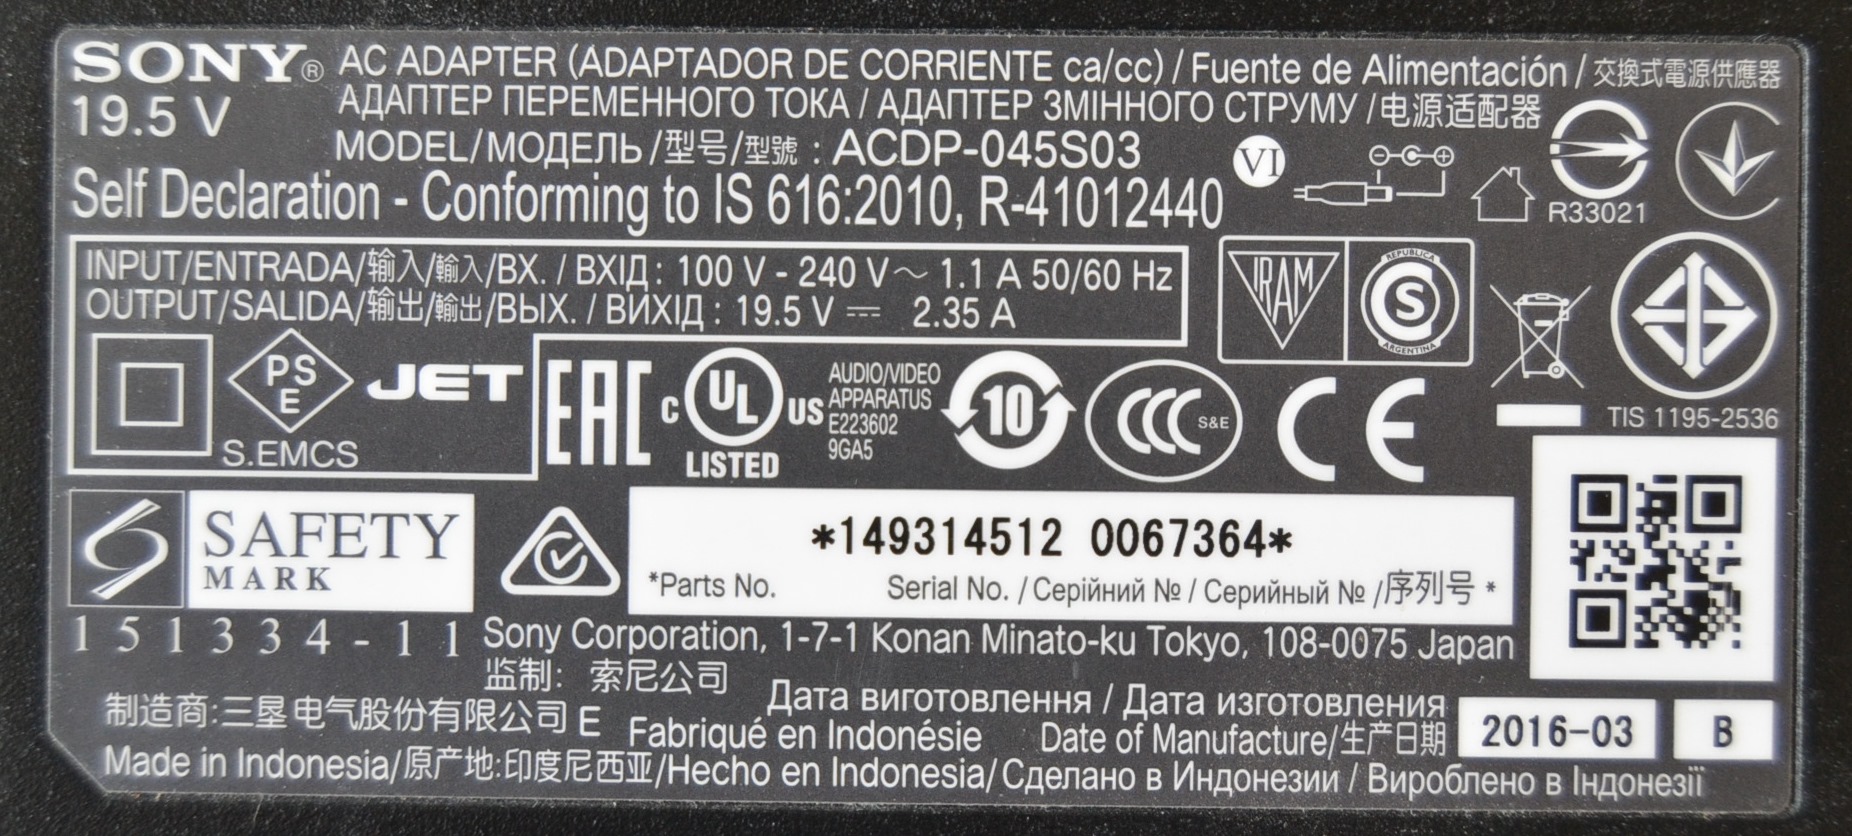 SONY® AC ADAPTER (ADAPTADOR DE CORRIENTE ca/cc) / Fuente de Alimentación / 交換式電源供應器
19.5 V АДАПТЕР ПЕРЕМЕННОГО ТОКА / АДАПТЕР ЗМІННОГО СТРУМУ /电源适配器
MODEL/МОДЕЛЬ/型号/型號 : ACDP-045S03
VI
Self Declaration - Conforming to IS 616:2010, R-41012440
R33021
INPUT/ENTRADA/输入/輸入/ВХ. / ВХІД : 100 V - 240 V～ 1.1 A 50/60 Hz
OUTPUT/SALIDA/输出/輸出/ВЫХ. / ВИХІД : 19.5 V ⎓ 2.35 A
IRAM
REPUBLICA
S
ARGENTINA
PS
E
JET
S.EMCS
EAC
C UL US
LISTED
AUDIO/VIDEO
APPARATUS
E223602
9GA5
10
CCC S&E
CE
TIS 1195-2536
SAFETY
MARK
151334-11
*149314512 0067364*
*Parts No. Serial No. / Серійний № / Серийный № /序列号 *
Sony Corporation, 1-7-1 Konan Minato-ku Tokyo, 108-0075 Japan
监制: 索尼公司
Дата виготовлення / Дата изготовления
制造商:三垦电气股份有限公司 E Fabriqué en Indonésie Date of Manufacture/生产日期 2016-03 B
Made in Indonesia/原产地:印度尼西亚/Hecho en Indonesia/Сделано в Индонезии / Вироблено в Індонезії